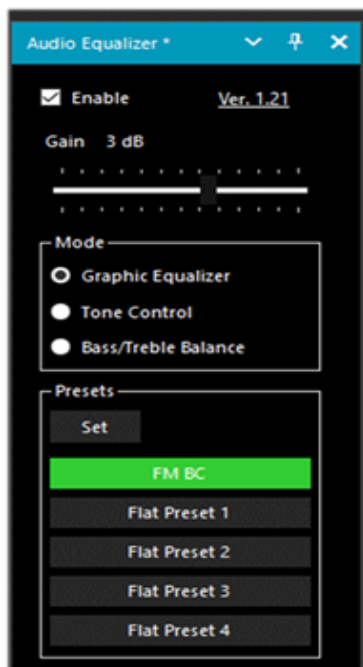 Audio Equalizer *
Enable Ver. 1.21
Gain 3 dB
Mode
Graphic Equalizer
Tone Control
Bass/Treble Balance
Presets
Set
FM BC
Flat Preset 1
Flat Preset 2
Flat Preset 3
Flat Preset 4